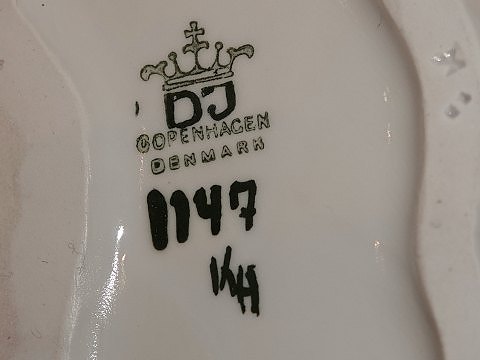 DJ
COPENHAGEN
DENMARK
1147